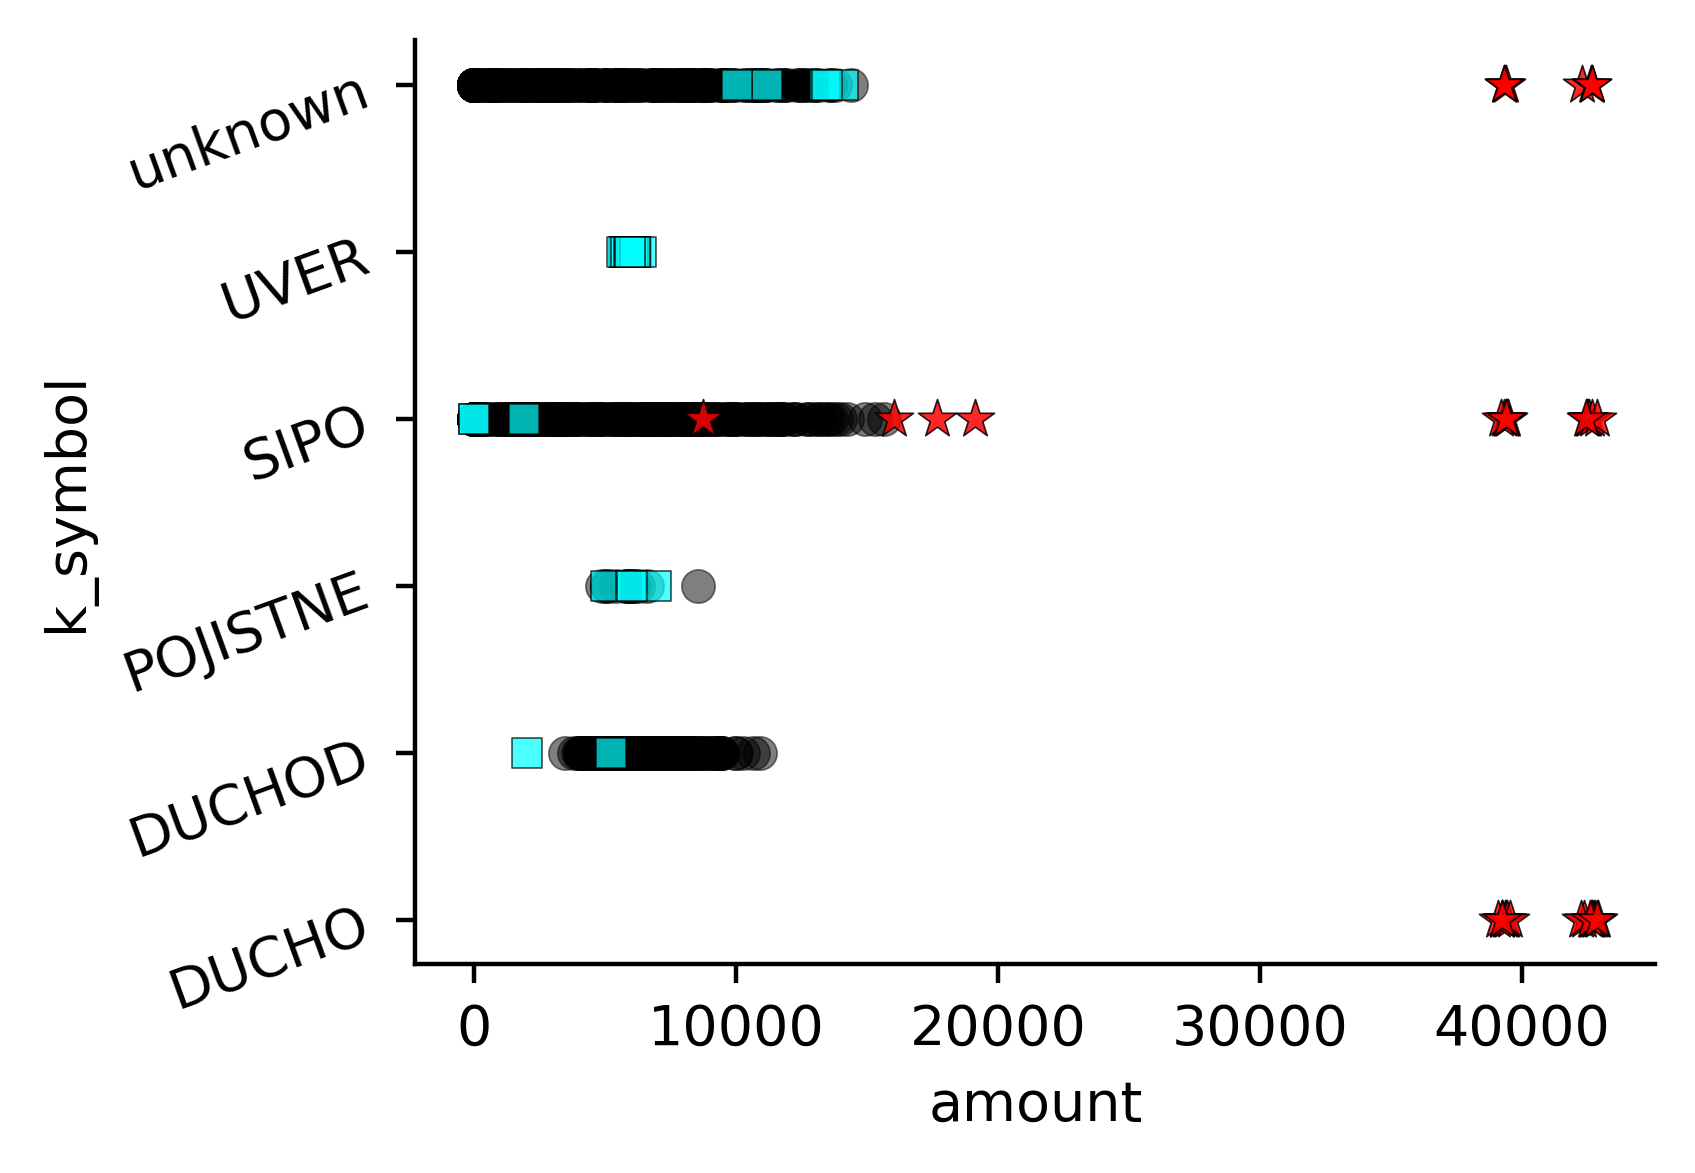 unknown
UVER
SIPO
POJISTNE
DUCHOD
DUCHO
k_symbol
0 10000 20000 30000 40000
amount